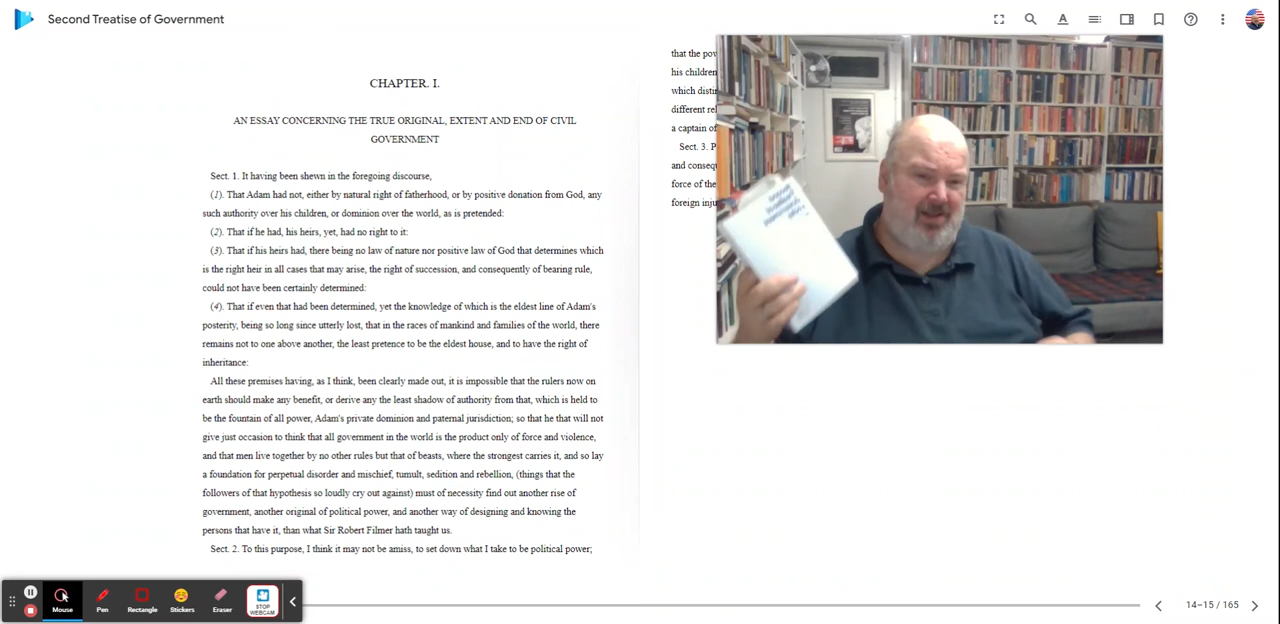 Second Treatise of Government
CHAPTER. I.
AN ESSAY CONCERNING THE TRUE ORIGINAL, EXTENT AND END OF CIVIL
GOVERNMENT
Sect. 1. It having been shewn in the foregoing discourse,
(1). That Adam had not, either by natural right of fatherhood, or by positive donation from God, any
such authority over his children, or dominion over the world, as is pretended:
(2). That if he had, his heirs, yet, had no right to it:
(3). That if his heirs had, there being no law of nature nor positive law of God that determines which
is the right heir in all cases that may arise, the right of succession, and consequently of bearing rule,
could not have been certainly determined:
(4). That if even that had been determined, yet the knowledge of which is the eldest line of Adam's
posterity, being so long since utterly lost, that in the races of mankind and families of the world, there
remains not to one above another, the least pretence to be the eldest house, and to have the right of
inheritance:
All these premises having, as I think, been clearly made out, it is impossible that the rulers now on
earth should make any benefit, or derive any the least shadow of authority from that, which is held to
be the fountain of all power, Adam's private dominion and paternal jurisdiction; so that he that will not
give just occasion to think that all government in the world is the product only of force and violence,
and that men live together by no other rules but that of beasts, where the strongest carries it, and so lay
a foundation for perpetual disorder and mischief, tumult, sedition and rebellion, (things that the
followers of that hypothesis so loudly cry out against) must of necessity find out another rise of
government, another original of political power, and another way of designing and knowing the
persons that have it, than what Sir Robert Filmer hath taught us.
Sect. 2. To this purpose, I think it may not be amiss, to set down what I take to be political power;
that the pow
his children
which distin
different rel
a captain of
Sect. 3. P
and consequ
force of the
foreign inju
Mouse
Pen
Rectangle
Stickers
Eraser
STOP
WEBCAM
14–15 / 165